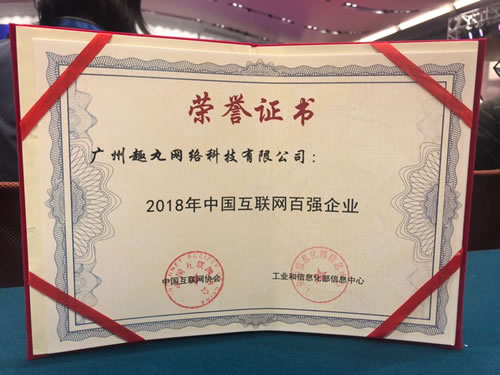 荣誉证书
广州趣丸网络科技有限公司：
2018年中国互联网百强企业
中国互联网协会
工业和信息化部信息中心